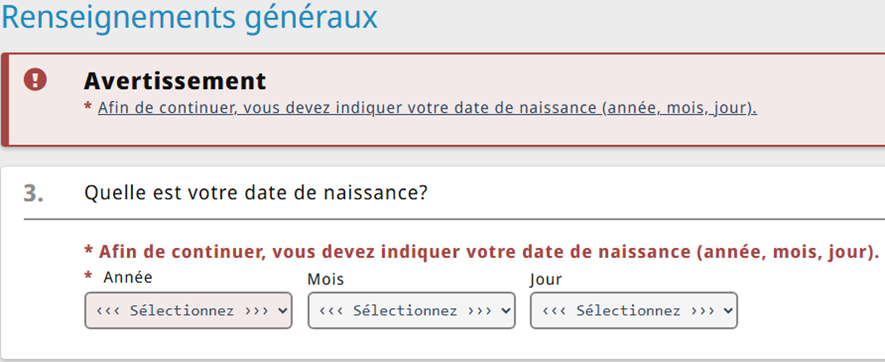 Renseignements généraux
Avertissement
* Afin de continuer, vous devez indiquer votre date de naissance (année, mois, jour).
3. Quelle est votre date de naissance?
* Afin de continuer, vous devez indiquer votre date de naissance (année, mois, jour).
* Année Mois Jour
‹‹‹ Sélectionnez ››› ‹‹‹ Sélectionnez ››› ‹‹‹ Sélectionnez ›››